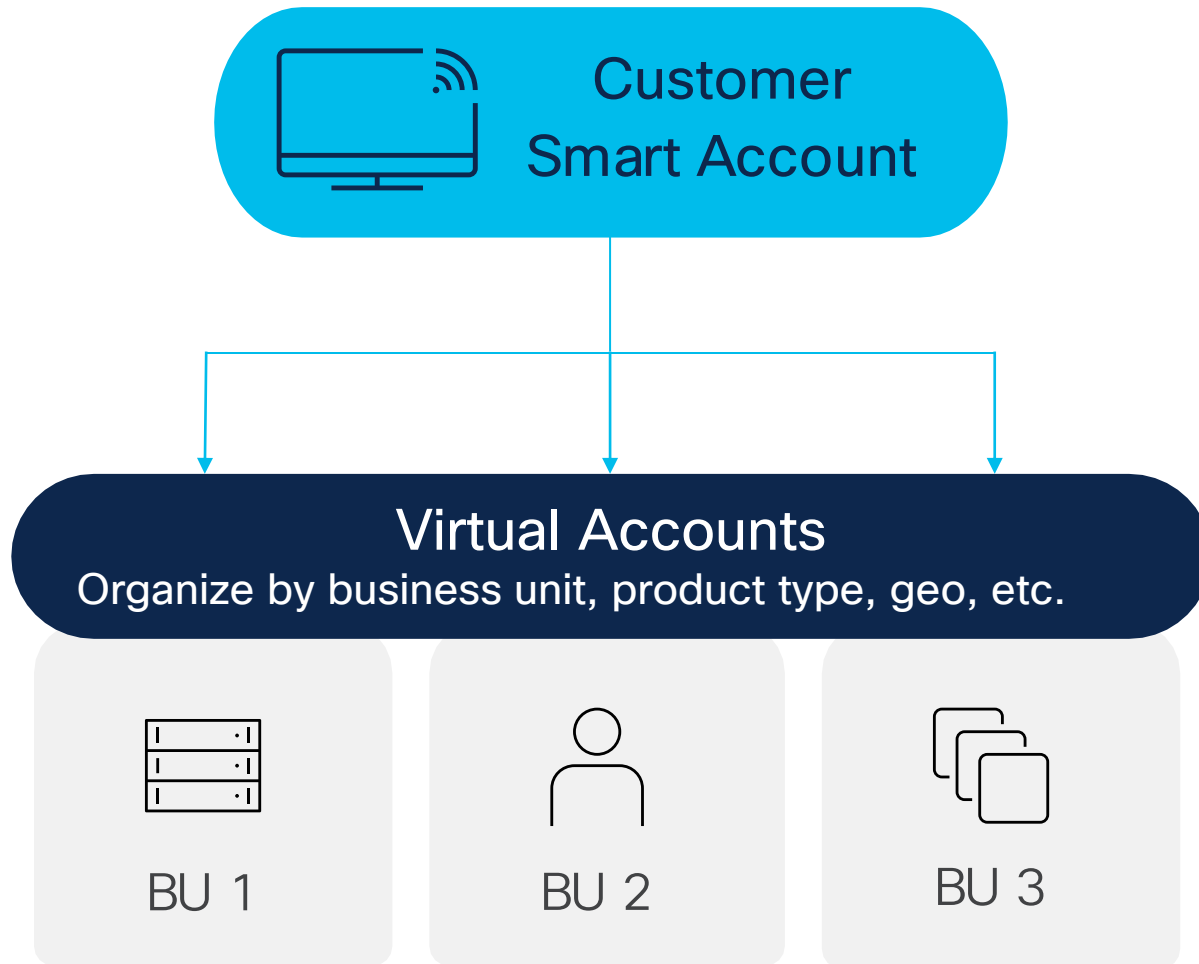 Customer
Smart Account
Virtual Accounts
Organize by business unit, product type, geo, etc.
BU 1
BU 2
BU 3